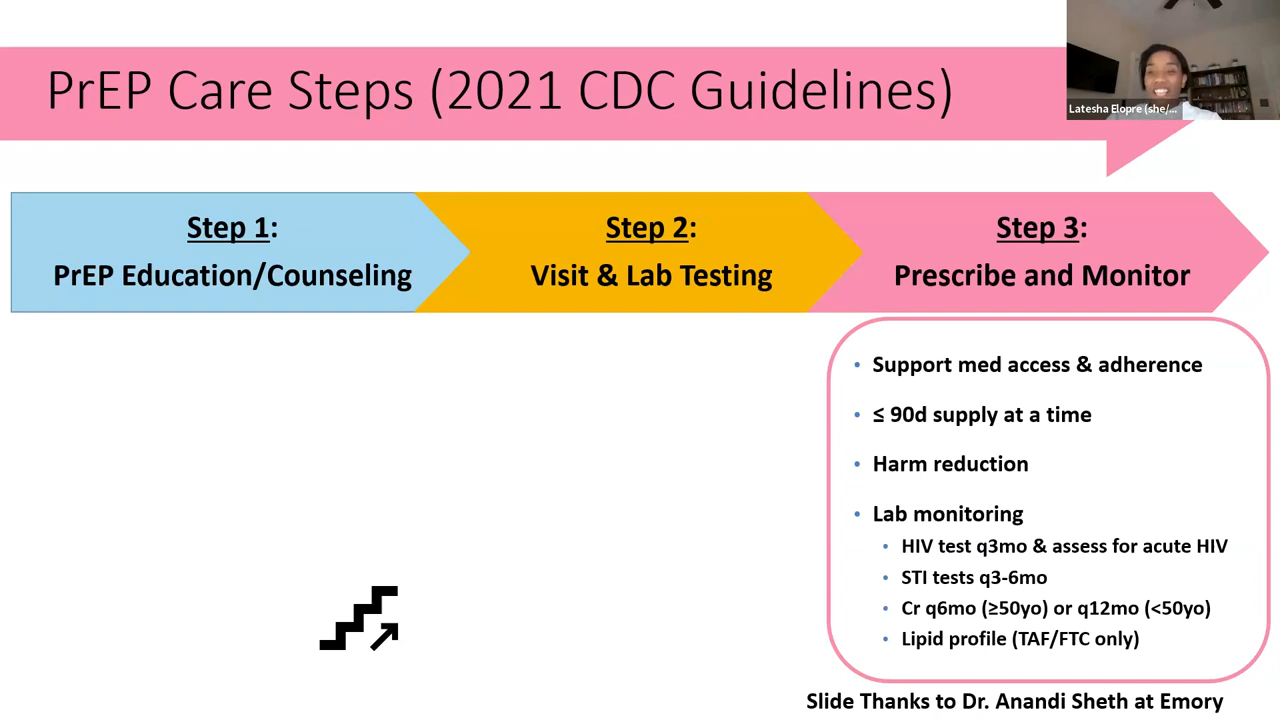 PrEP Care Steps (2021 CDC Guidelines)
Latesha Elopre (she/...
Step 1:
PrEP Education/Counseling
Step 2:
Visit & Lab Testing
Step 3:
Prescribe and Monitor
• Support med access & adherence
• ≤ 90d supply at a time
• Harm reduction
• Lab monitoring
• HIV test q3mo & assess for acute HIV
• STI tests q3-6mo
• Cr q6mo (≥50yo) or q12mo (<50yo)
• Lipid profile (TAF/FTC only)
Slide Thanks to Dr. Anandi Sheth at Emory